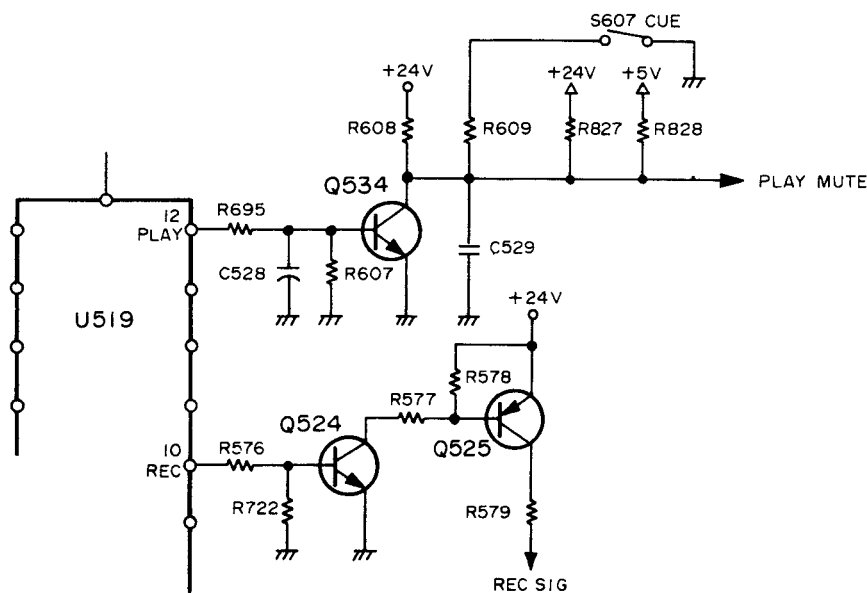 S607 CUE
+24V
+24V
+5V
R608
R609
R827
R828
Q534
PLAY MUTE
12
PLAY
R695
C528
R607
C529
U519
+24V
R578
R577
Q524
Q525
10
REC
R576
R722
R579
REC SIG